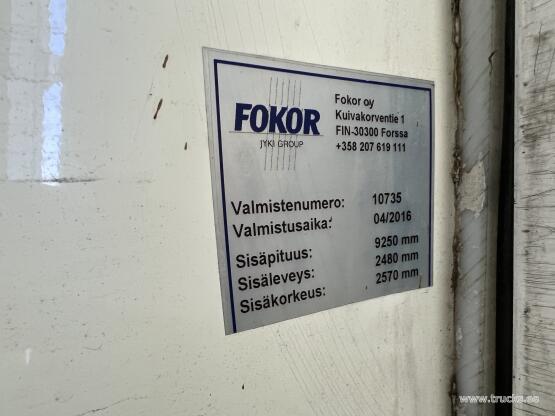 FOKOR
JYKI GROUP
Fokor oy
Kuivakorventie 1
FIN-30300 Forssa
+358 207 619 111
Valmistenumero: 10735
Valmistusaika: 04/2016
Sisäpituus: 9250 mm
Sisäleveys: 2480 mm
Sisäkorkeus: 2570 mm
www.trucks.ee